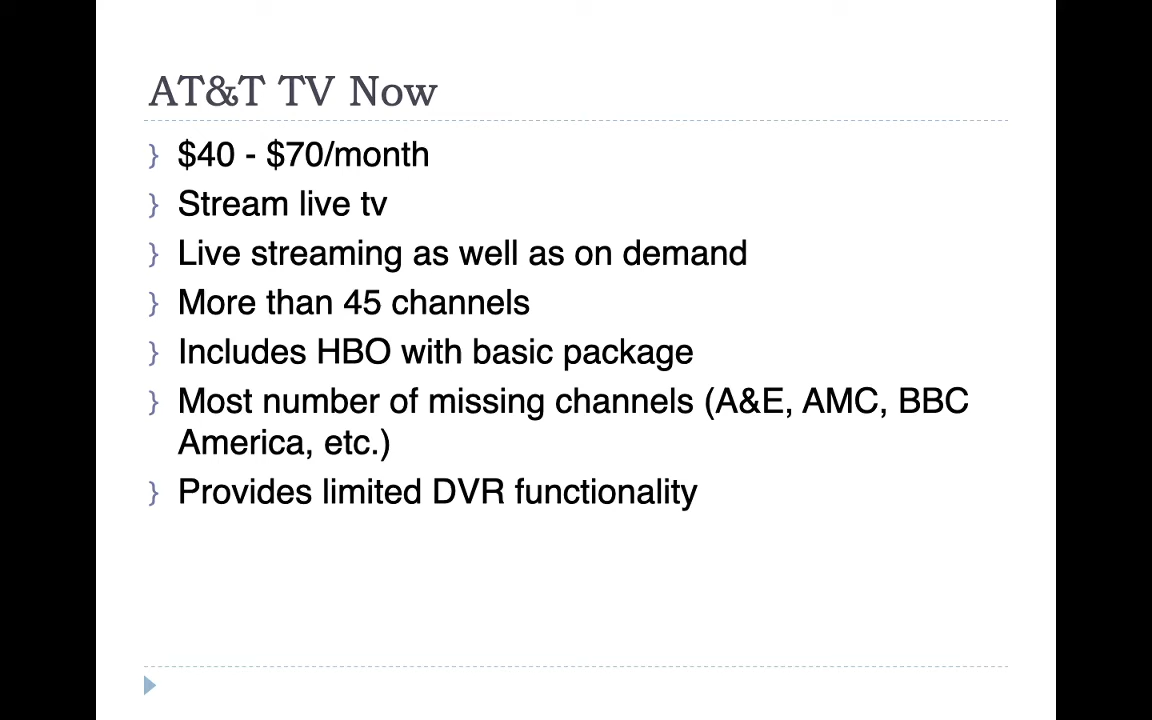 AT&T TV Now
} $40 - $70/month
} Stream live tv
} Live streaming as well as on demand
} More than 45 channels
} Includes HBO with basic package
} Most number of missing channels (A&E, AMC, BBC
America, etc.)
} Provides limited DVR functionality